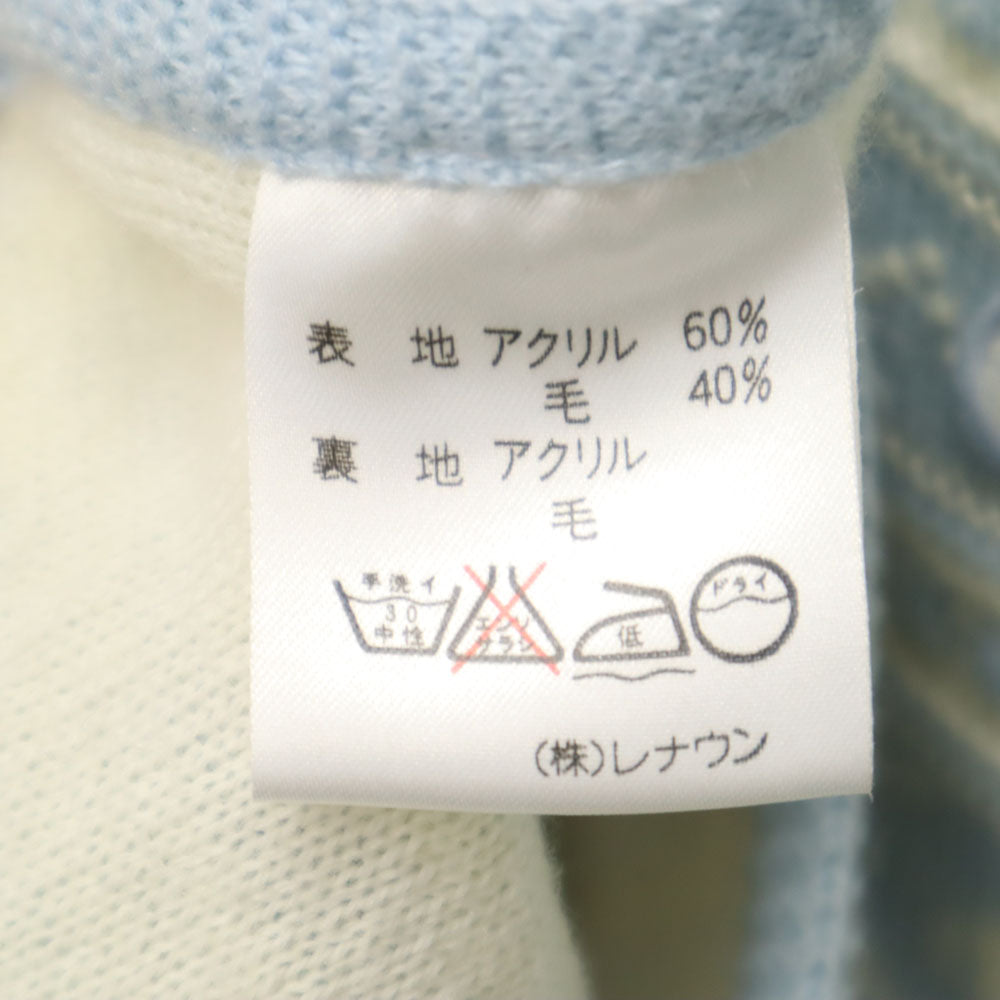 表 地 アクリル 60%
毛 40%
裏 地 アクリル
毛
手洗イ
30
中性
エンソ
サラシ
低
ドライ
(株)レナウン